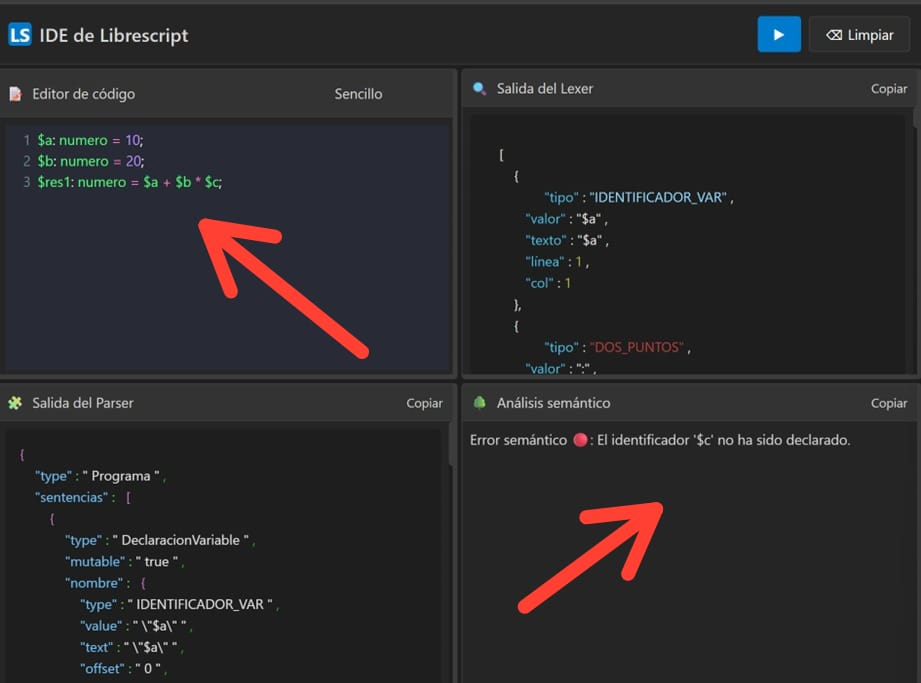 LS IDE de Librescript
Limpiar
Editor de código
Sencillo
1 $a: numero = 10;
2 $b: numero = 20;
3 $res1: numero = $a + $b * $c;
Salida del Lexer
Copiar
[
{
"tipo" : "IDENTIFICADOR_VAR" ,
"valor" : "$a" ,
"texto" : "$a" ,
"línea" : 1 ,
"col" : 1
},
{
"tipo" : "DOS_PUNTOS" ,
"valor" : ":" ,
Salida del Parser
Copiar
{
"type" : " Programa " ,
"sentencias" : [
{
"type" : " DeclaracionVariable " ,
"mutable" : " true " ,
"nombre" : {
"type" : " IDENTIFICADOR_VAR " ,
"value" : " \"$a\" " ,
"text" : " \"$a\" " ,
"offset" : " 0 " ,
Análisis semántico
Copiar
Error semántico 🔴: El identificador '$c' no ha sido declarado.